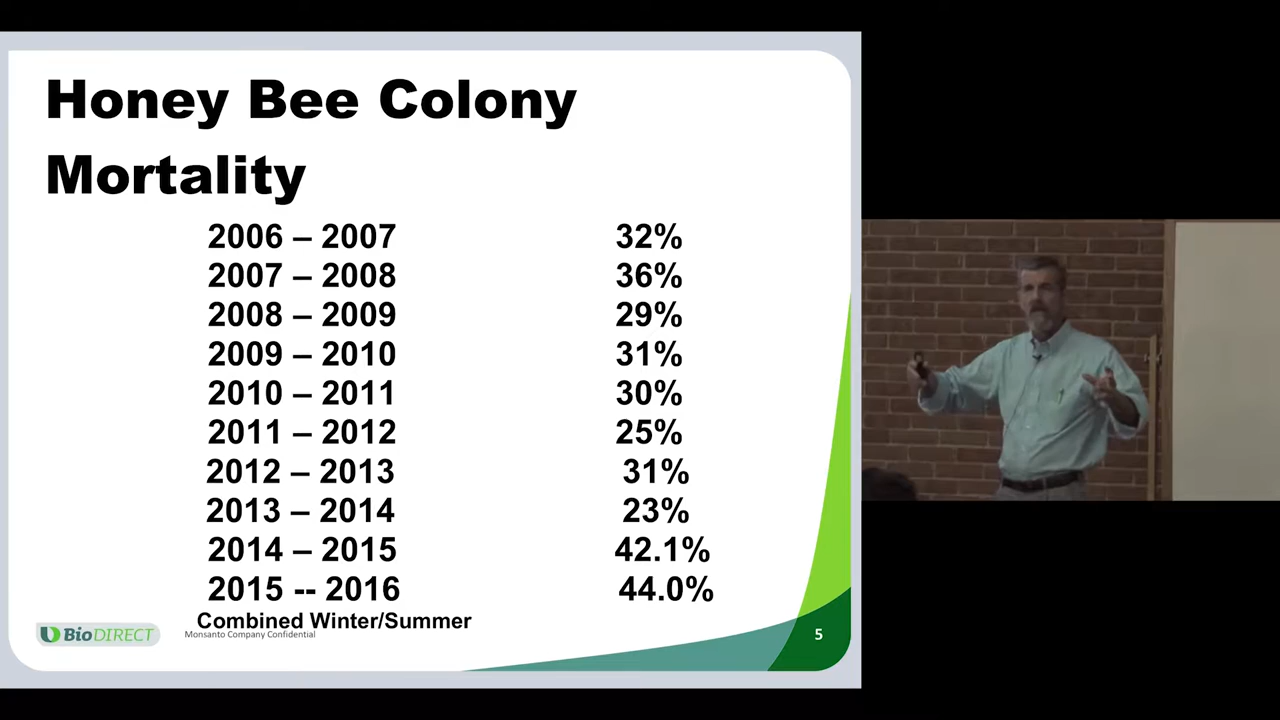 Honey Bee Colony
Mortality
2006 – 2007 32%
2007 – 2008 36%
2008 – 2009 29%
2009 – 2010 31%
2010 – 2011 30%
2011 – 2012 25%
2012 – 2013 31%
2013 – 2014 23%
2014 – 2015 42.1%
2015 -- 2016 44.0%
Combined Winter/Summer
BioDIRECT
Monsanto Company Confidential
5